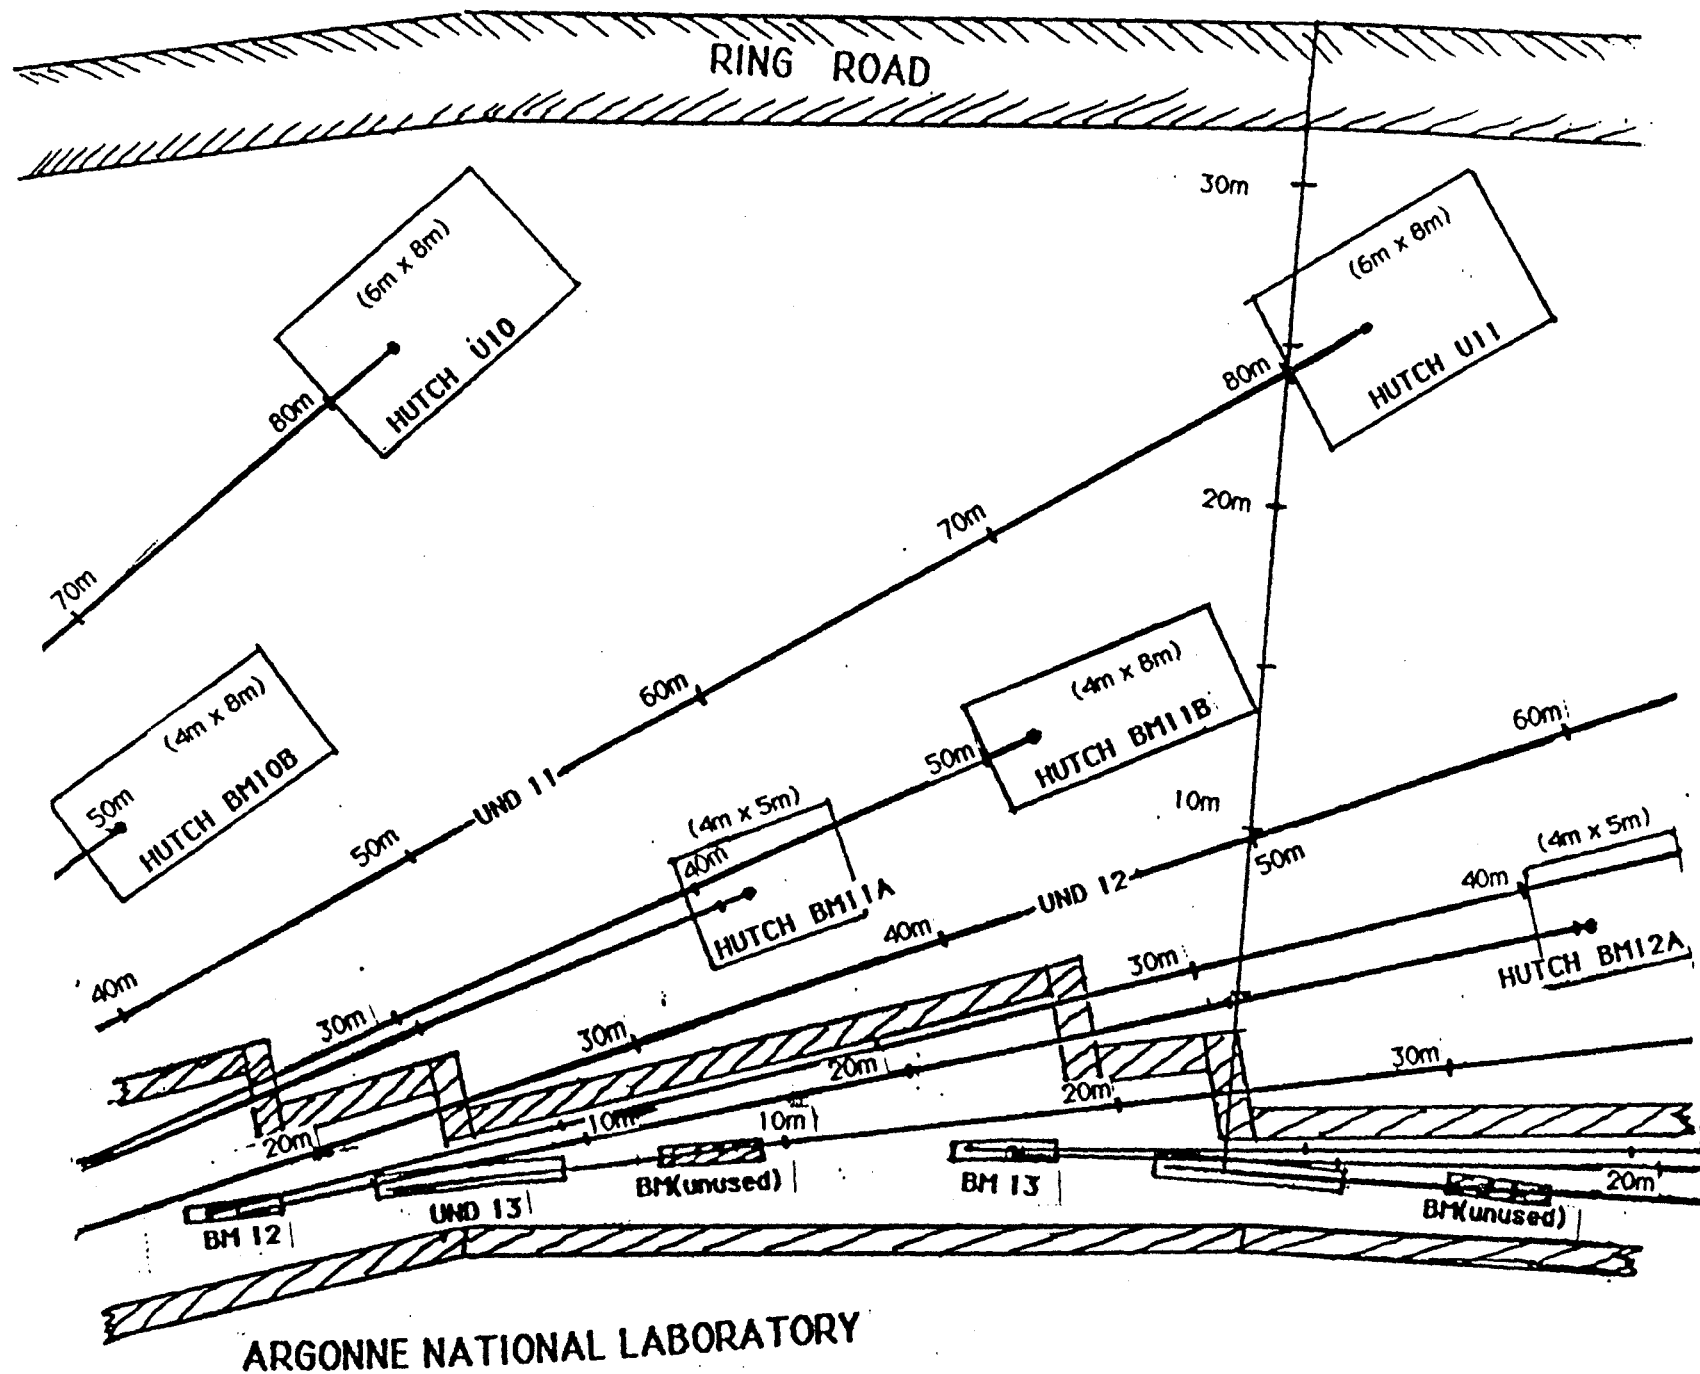 RING ROAD
30m
(6m x 8m)
HUTCH U10
80m
(6m x 8m)
HUTCH U11
80m
20m
70m
70m
60m
(4m x 8m)
HUTCH BM10B
50m
(4m x 8m)
HUTCH BM11B
50m
60m
UND 11
10m
50m
(4m x 5m)
40m
HUTCH BM11A
UND 12
50m
(4m x 5m)
40m
HUTCH BM12A
40m
40m
30m
30m
30m
20m
30m
20m
20m
10m
10m
BM 12
UND 13
BM(unused)
BM 13
BM(unused)
20m
ARGONNE NATIONAL LABORATORY